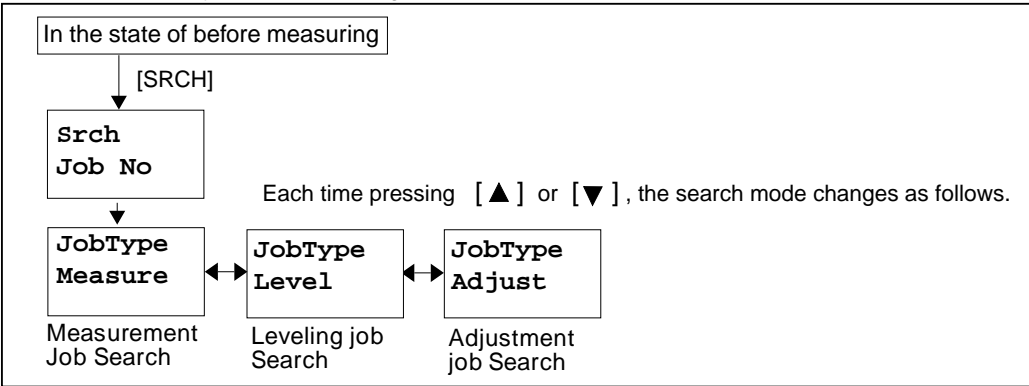 In the state of before measuring
[SRCH]
Srch
Job No
Each time pressing [▲] or [▼], the search mode changes as follows.
JobType
Measure
JobType
Level
JobType
Adjust
Measurement
Job Search
Leveling job
Search
Adjustment
job Search